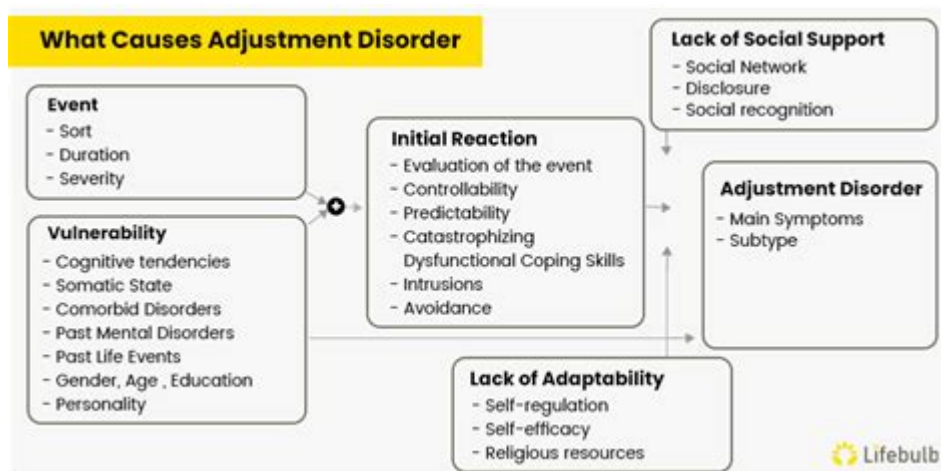 What Causes Adjustment Disorder
Event
- Sort
- Duration
- Severity
Vulnerability
- Cognitive tendencies
- Somatic State
- Comorbid Disorders
- Past Mental Disorders
- Past Life Events
- Gender, Age , Education
- Personality
Initial Reaction
- Evaluation of the event
- Controllability
- Predictability
- Catastrophizing
Dysfunctional Coping Skills
- Intrusions
- Avoidance
Lack of Social Support
- Social Network
- Disclosure
- Social recognition
Adjustment Disorder
- Main Symptoms
- Subtype
Lack of Adaptability
- Self-regulation
- Self-efficacy
- Religious resources
Lifebulb